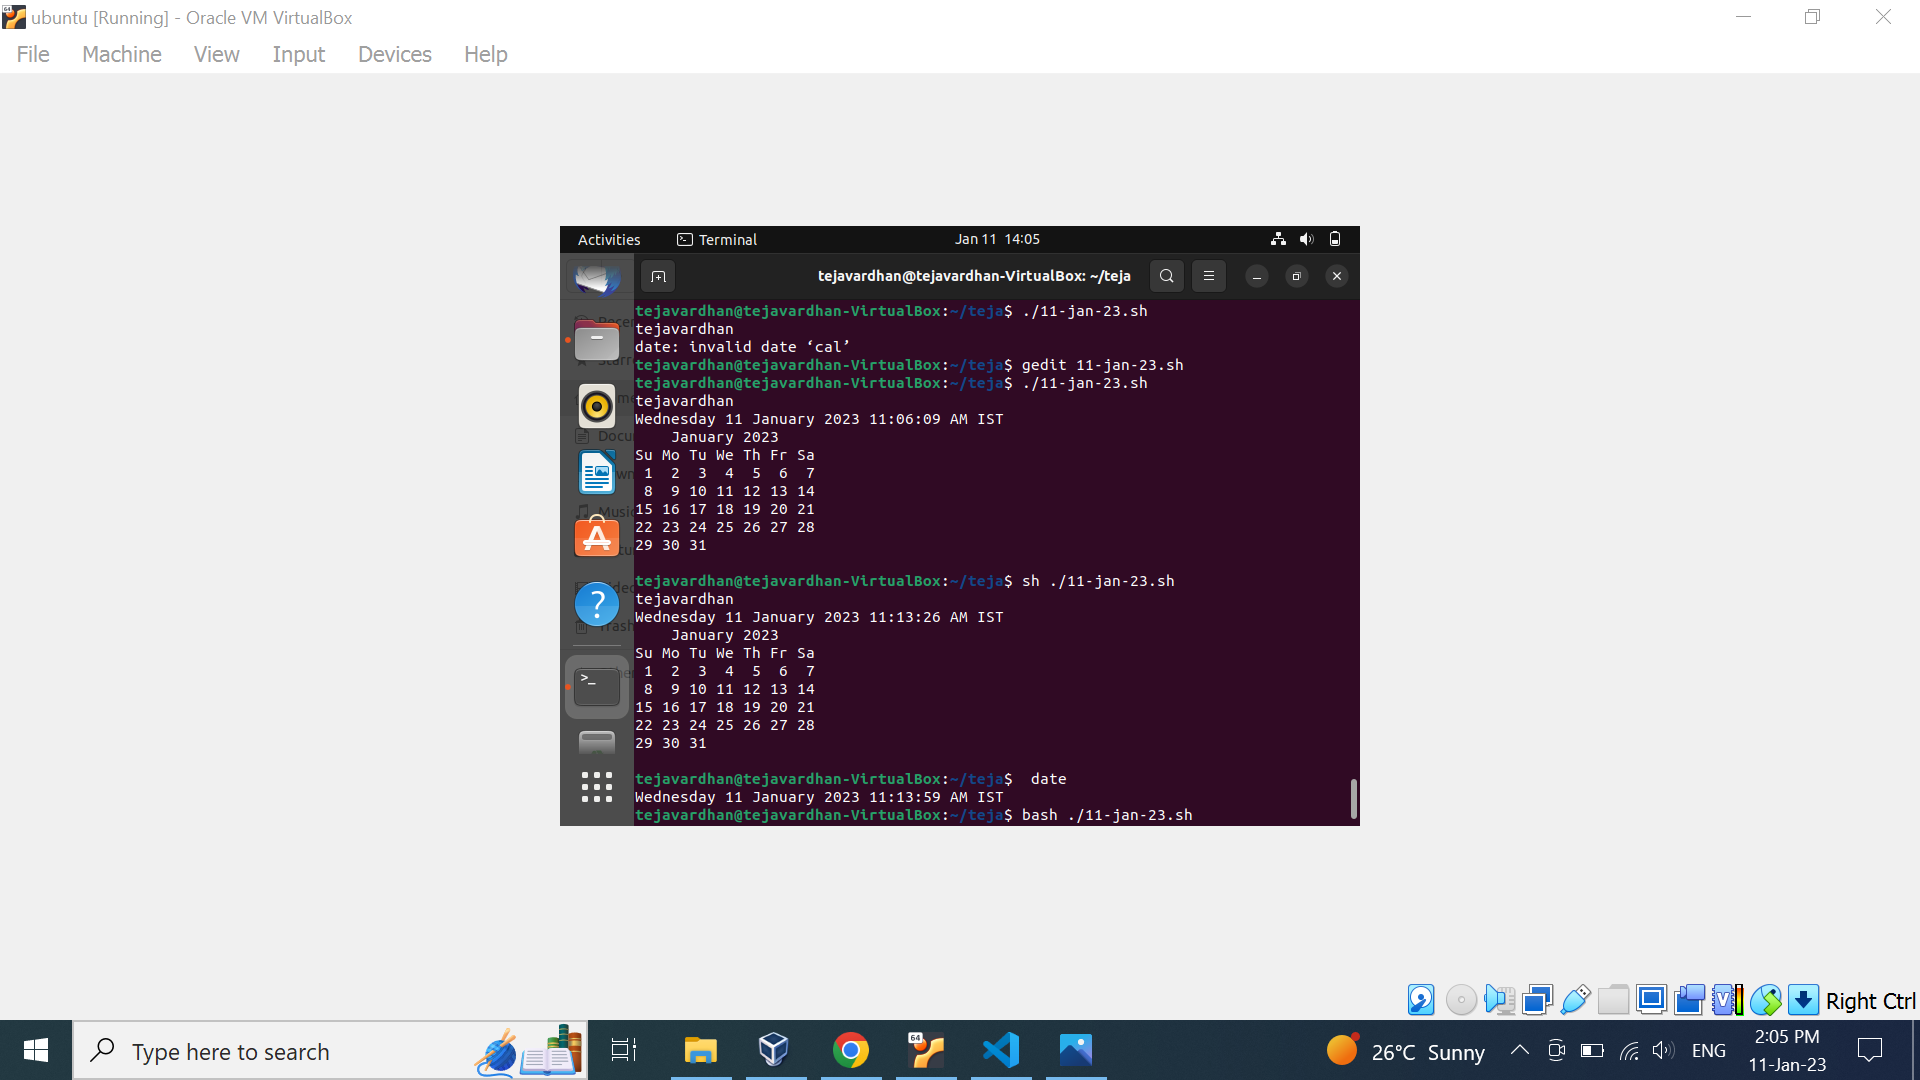 ubuntu [Running] - Oracle VM VirtualBox
File Machine View Input Devices Help
Activities Terminal Jan 11 14:05
tejavardhan@tejavardhan-VirtualBox: ~/teja
tejavardhan@tejavardhan-VirtualBox:~/teja$ ./11-jan-23.sh
tejavardhan
date: invalid date ‘cal’
tejavardhan@tejavardhan-VirtualBox:~/teja$ gedit 11-jan-23.sh
tejavardhan@tejavardhan-VirtualBox:~/teja$ ./11-jan-23.sh
tejavardhan
Wednesday 11 January 2023 11:06:09 AM IST
    January 2023
Su Mo Tu We Th Fr Sa
 1  2  3  4  5  6  7
 8  9 10 11 12 13 14
15 16 17 18 19 20 21
22 23 24 25 26 27 28
29 30 31
tejavardhan@tejavardhan-VirtualBox:~/teja$ sh ./11-jan-23.sh
tejavardhan
Wednesday 11 January 2023 11:13:26 AM IST
    January 2023
Su Mo Tu We Th Fr Sa
 1  2  3  4  5  6  7
 8  9 10 11 12 13 14
15 16 17 18 19 20 21
22 23 24 25 26 27 28
29 30 31
tejavardhan@tejavardhan-VirtualBox:~/teja$  date
Wednesday 11 January 2023 11:13:59 AM IST
tejavardhan@tejavardhan-VirtualBox:~/teja$ bash ./11-jan-23.sh
Right Ctrl
Type here to search
64
26°C Sunny
ENG
2:05 PM
11-Jan-23